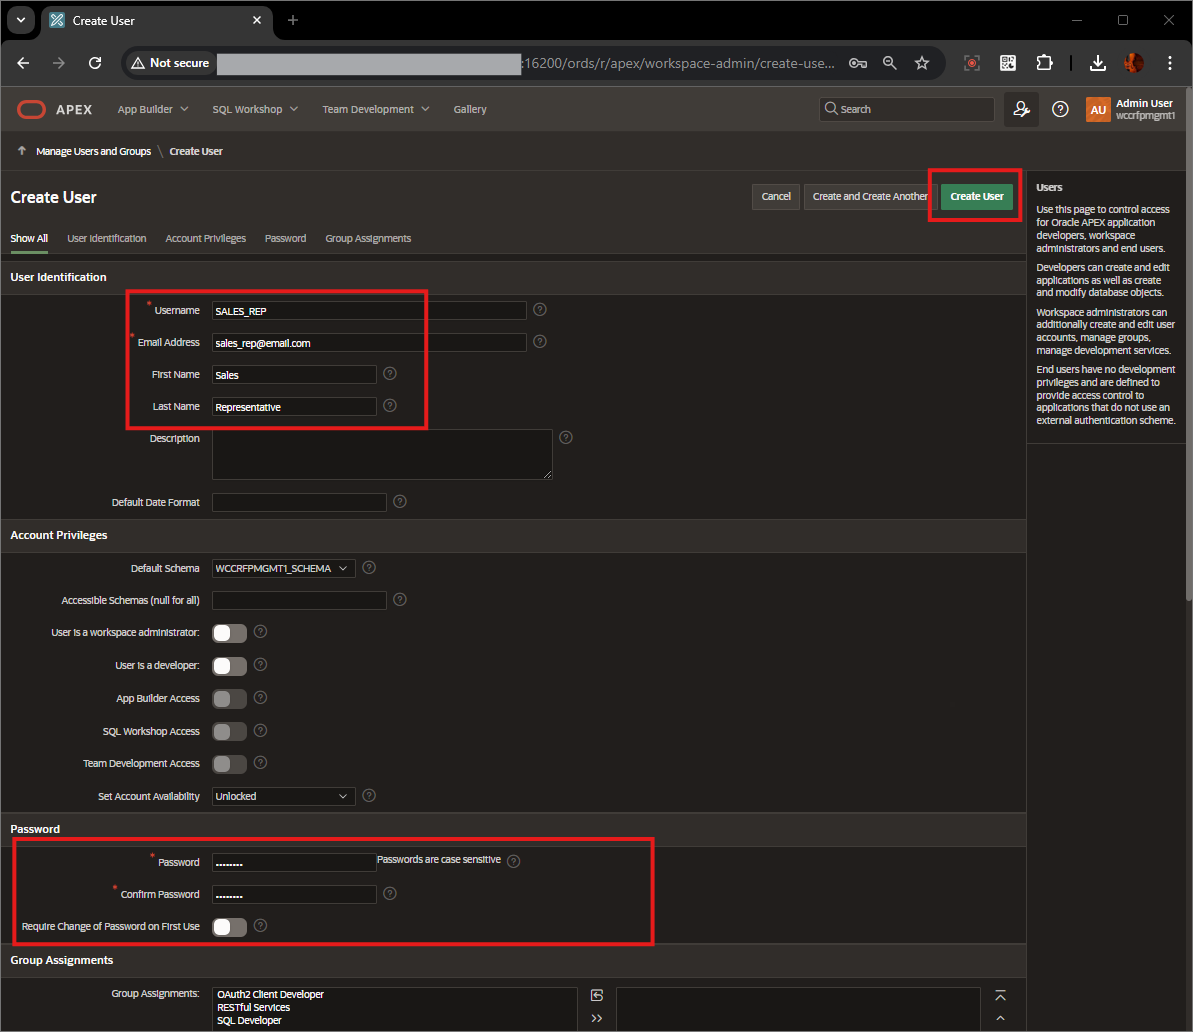 Create User
Not secure
:16200/ords/r/apex/workspace-admin/create-use...
APEX
App Builder
SQL Workshop
Team Development
Gallery
Search
AU
Admin User
wccrfpmgmt1
Manage Users and Groups \ Create User
Create User
Cancel
Create and Create Another
Create User
Show All
User Identification
Account Privileges
Password
Group Assignments
User Identification
* Username
SALES_REP
* Email Address
sales_rep@email.com
First Name
Sales
Last Name
Representative
Description
Default Date Format
Account Privileges
Default Schema
WCCRFPMGMT1_SCHEMA
Accessible Schemas (null for all)
User is a workspace administrator:
User is a developer:
App Builder Access
SQL Workshop Access
Team Development Access
Set Account Availability
Unlocked
Password
* Password
........
Passwords are case sensitive
* Confirm Password
........
Require Change of Password on First Use
Group Assignments
Group Assignments:
OAuth2 Client Developer
RESTful Services
SQL Developer
Users
Use this page to control access
for Oracle APEX application
developers, workspace
administrators and end users.
Developers can create and edit
applications as well as create
and modify database objects.
Workspace administrators can
additionally create and edit user
accounts, manage groups,
manage development services.
End users have no development
privileges and are defined to
provide access control to
applications that do not use an
external authentication scheme.